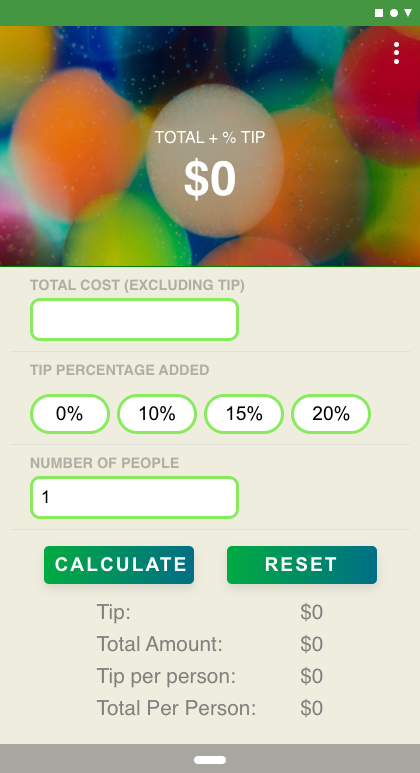 TOTAL + % TIP
$0
TOTAL COST (EXCLUDING TIP)
TIP PERCENTAGE ADDED
0% 10% 15% 20%
NUMBER OF PEOPLE
1
CALCULATE RESET
Tip: $0
Total Amount: $0
Tip per person: $0
Total Per Person: $0